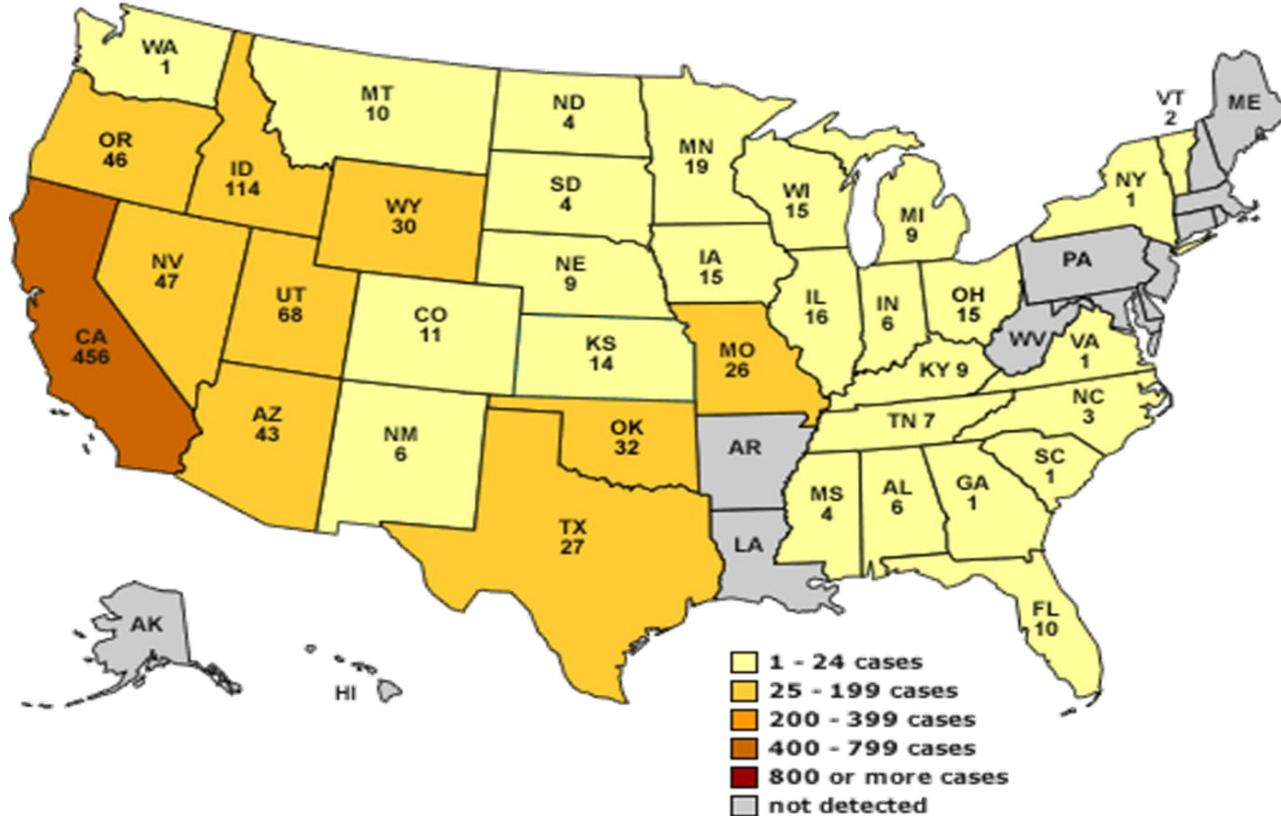 WA
1
MT
10
ND
4
MN
19
VT
2
ME
OR
46
ID
114
WY
30
SD
4
WI
15
MI
9
NY
1
NV
47
UT
68
CO
11
NE
9
IA
15
IL
16
IN
6
OH
15
PA
CA
456
KS
14
MO
26
KY 9
WV
VA
1
AZ
43
NM
6
OK
32
AR
TN 7
NC
3
TX
27
LA
MS
4
AL
6
GA
1
SC
1
FL
10
AK
HI
1 - 24 cases
25 - 199 cases
200 - 399 cases
400 - 799 cases
800 or more cases
not detected